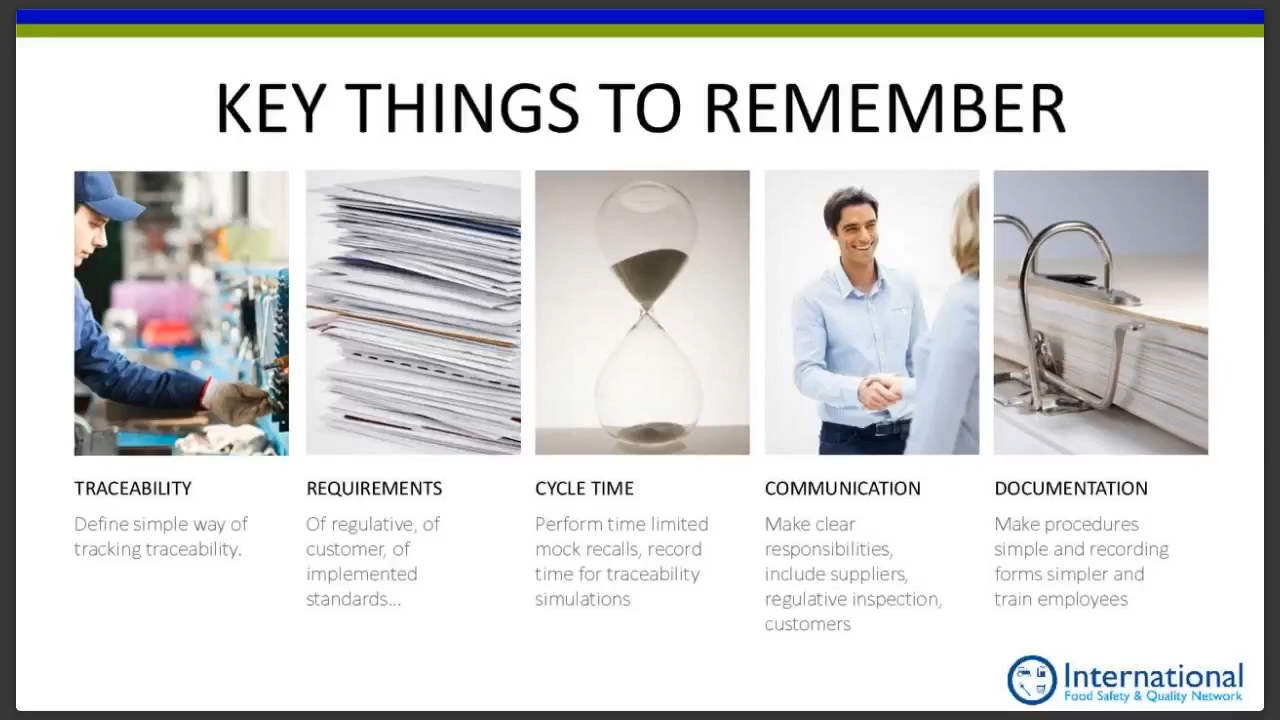 KEY THINGS TO REMEMBER
TRACEABILITY
Define simple way of
tracking traceability.
REQUIREMENTS
Of regulative, of
customer, of
implemented
standards...
CYCLE TIME
Perform time limited
mock recalls, record
time for traceability
simulations
COMMUNICATION
Make clear
responsibilities,
include suppliers,
regulative inspection,
customers
DOCUMENTATION
Make procedures
simple and recording
forms simpler and
train employees
International
Food Safety & Quality Network